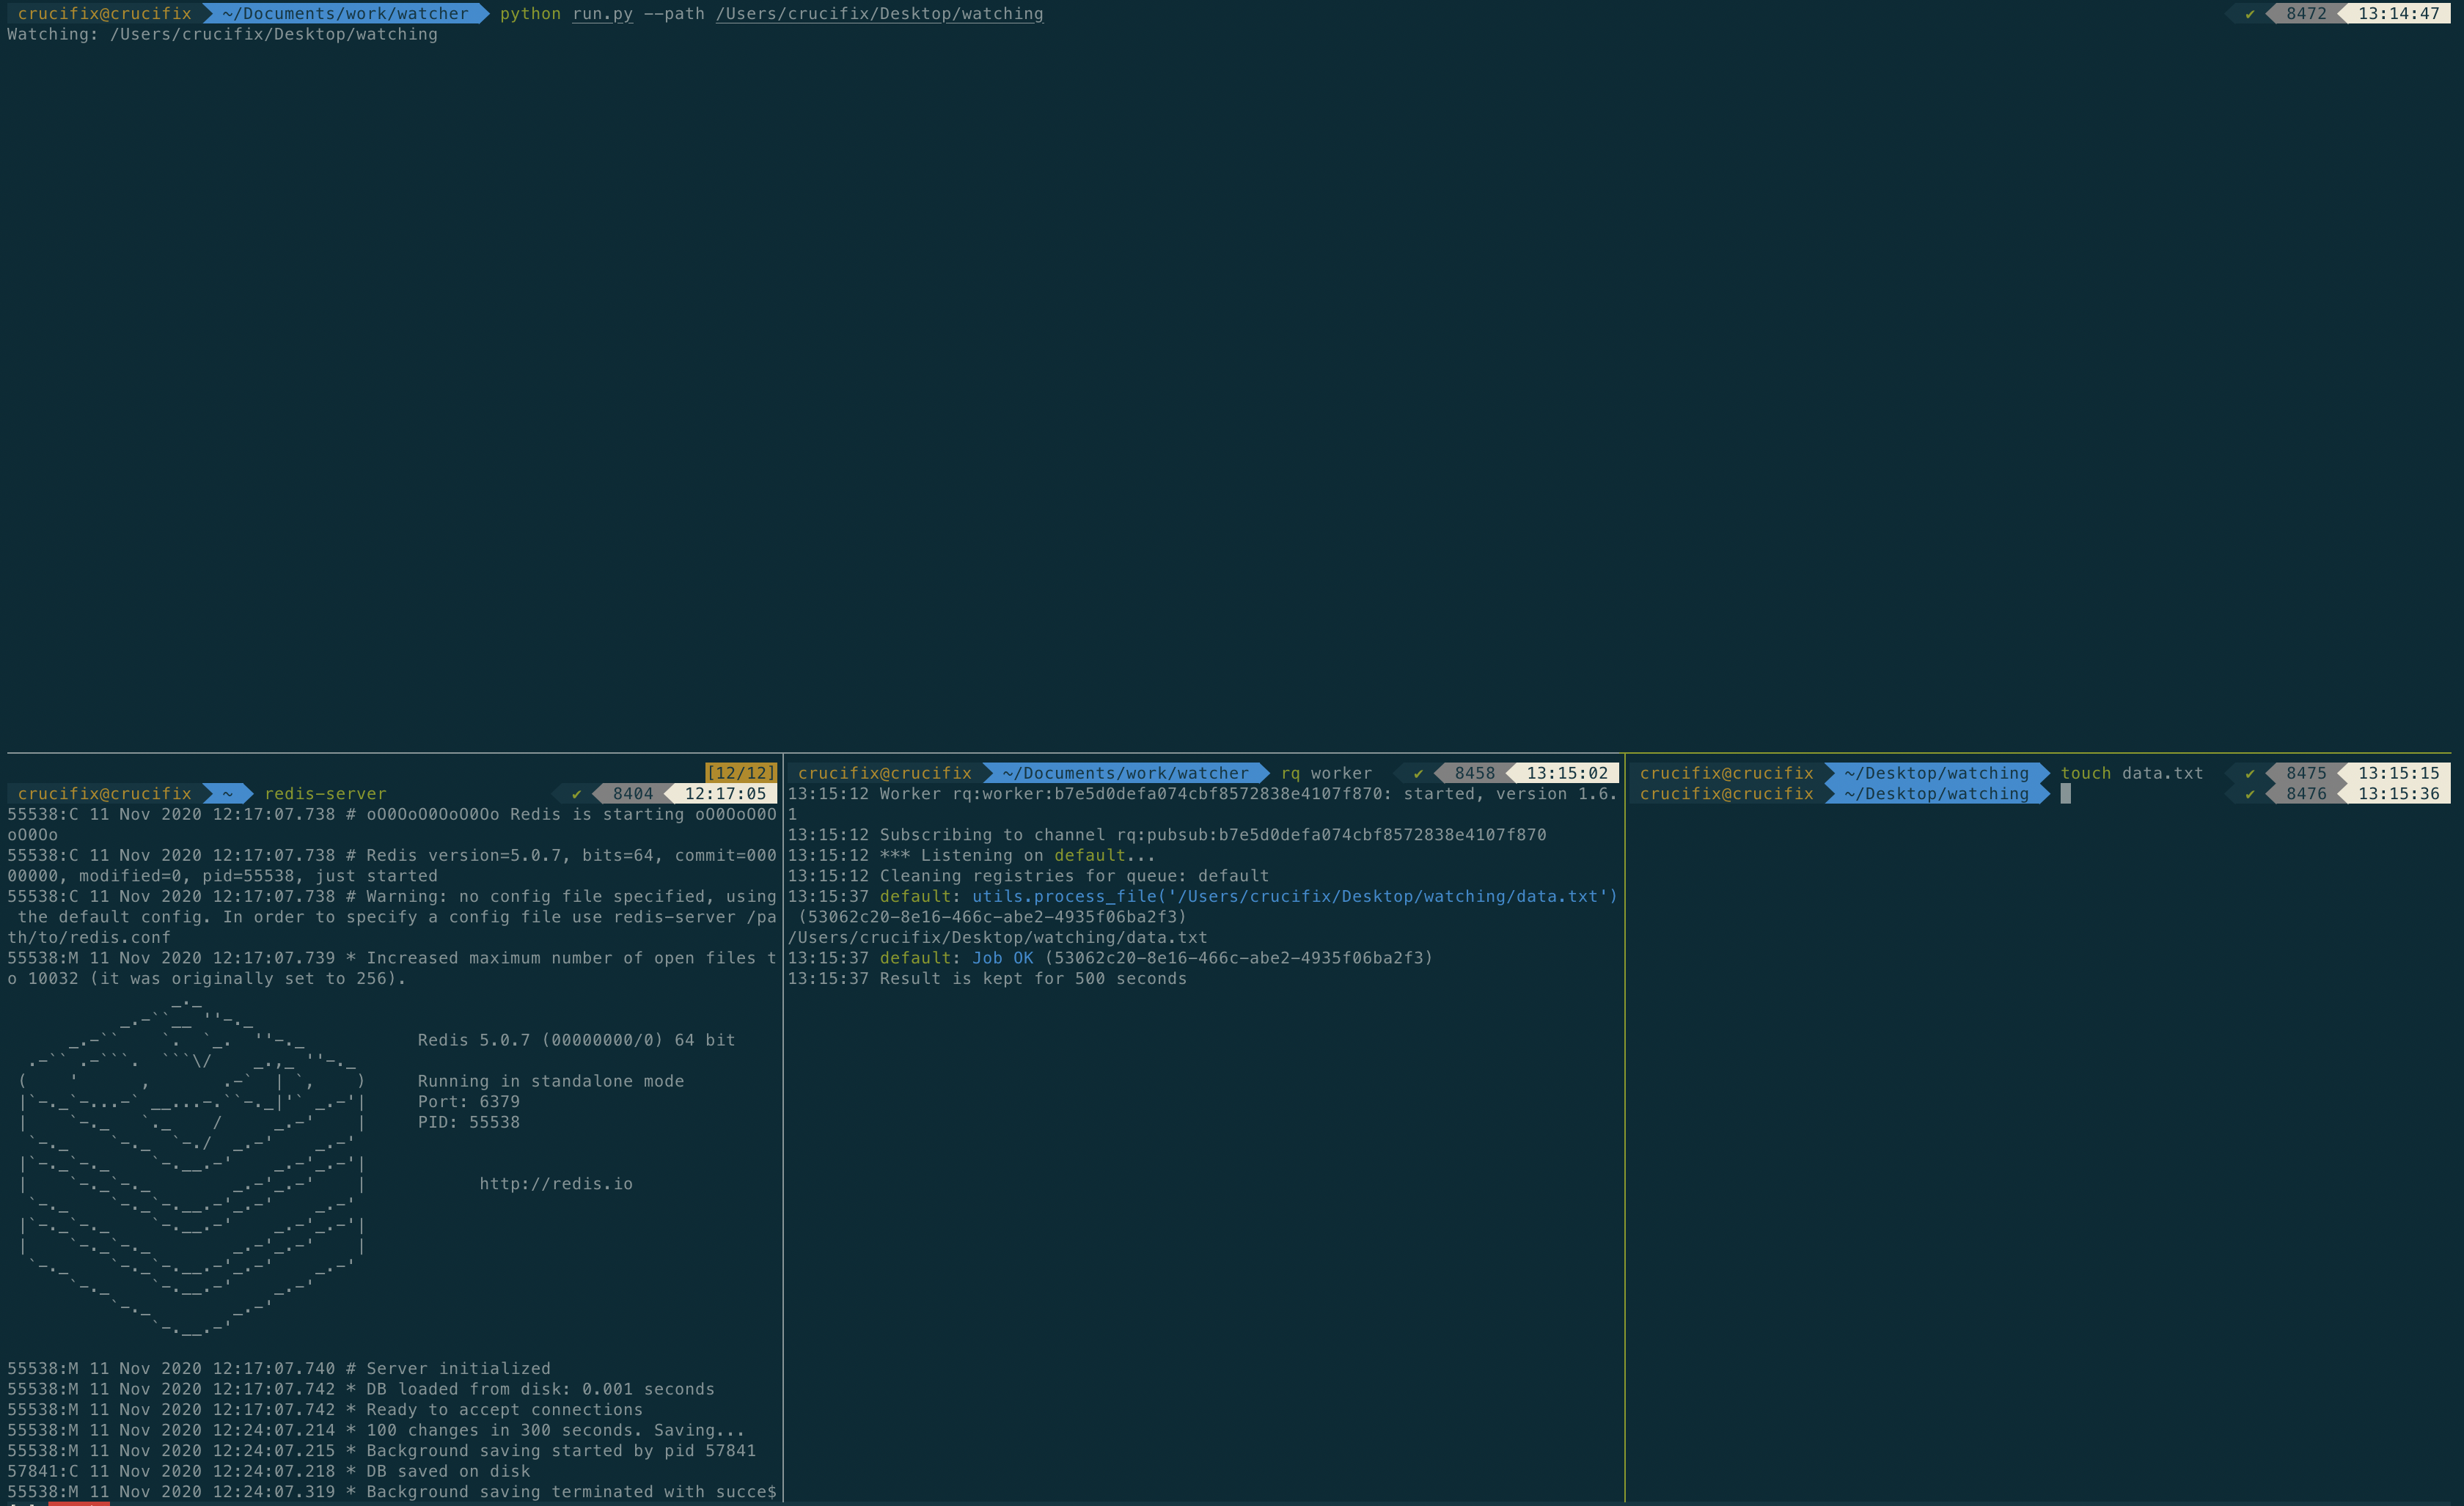 crucifix@crucifix ~/Documents/work/watcher python run.py --path /Users/crucifix/Desktop/watching ✔ 8472 13:14:47
Watching: /Users/crucifix/Desktop/watching
[12/12]
crucifix@crucifix ~ redis-server ✔ 8404 12:17:05
55538:C 11 Nov 2020 12:17:07.738 # oO0OoO0OoO0Oo Redis is starting oO0OoO0O
oO0Oo
55538:C 11 Nov 2020 12:17:07.738 # Redis version=5.0.7, bits=64, commit=000
00000, modified=0, pid=55538, just started
55538:C 11 Nov 2020 12:17:07.738 # Warning: no config file specified, using
the default config. In order to specify a config file use redis-server /pa
th/to/redis.conf
55538:M 11 Nov 2020 12:17:07.739 * Increased maximum number of open files t
o 10032 (it was originally set to 256).
Redis 5.0.7 (00000000/0) 64 bit
Running in standalone mode
Port: 6379
PID: 55538
http://redis.io
55538:M 11 Nov 2020 12:17:07.740 # Server initialized
55538:M 11 Nov 2020 12:17:07.742 * DB loaded from disk: 0.001 seconds
55538:M 11 Nov 2020 12:17:07.742 * Ready to accept connections
55538:M 11 Nov 2020 12:24:07.214 * 100 changes in 300 seconds. Saving...
55538:M 11 Nov 2020 12:24:07.215 * Background saving started by pid 57841
57841:C 11 Nov 2020 12:24:07.218 * DB saved on disk
55538:M 11 Nov 2020 12:24:07.319 * Background saving terminated with succe$
crucifix@crucifix ~/Documents/work/watcher rq worker ✔ 8458 13:15:02
13:15:12 Worker rq:worker:b7e5d0defa074cbf8572838e4107f870: started, version 1.6.
1
13:15:12 Subscribing to channel rq:pubsub:b7e5d0defa074cbf8572838e4107f870
13:15:12 *** Listening on default...
13:15:12 Cleaning registries for queue: default
13:15:37 default: utils.process_file('/Users/crucifix/Desktop/watching/data.txt')
(53062c20-8e16-466c-abe2-4935f06ba2f3)
/Users/crucifix/Desktop/watching/data.txt
13:15:37 default: Job OK (53062c20-8e16-466c-abe2-4935f06ba2f3)
13:15:37 Result is kept for 500 seconds
crucifix@crucifix ~/Desktop/watching touch data.txt ✔ 8475 13:15:15
crucifix@crucifix ~/Desktop/watching ✔ 8476 13:15:36